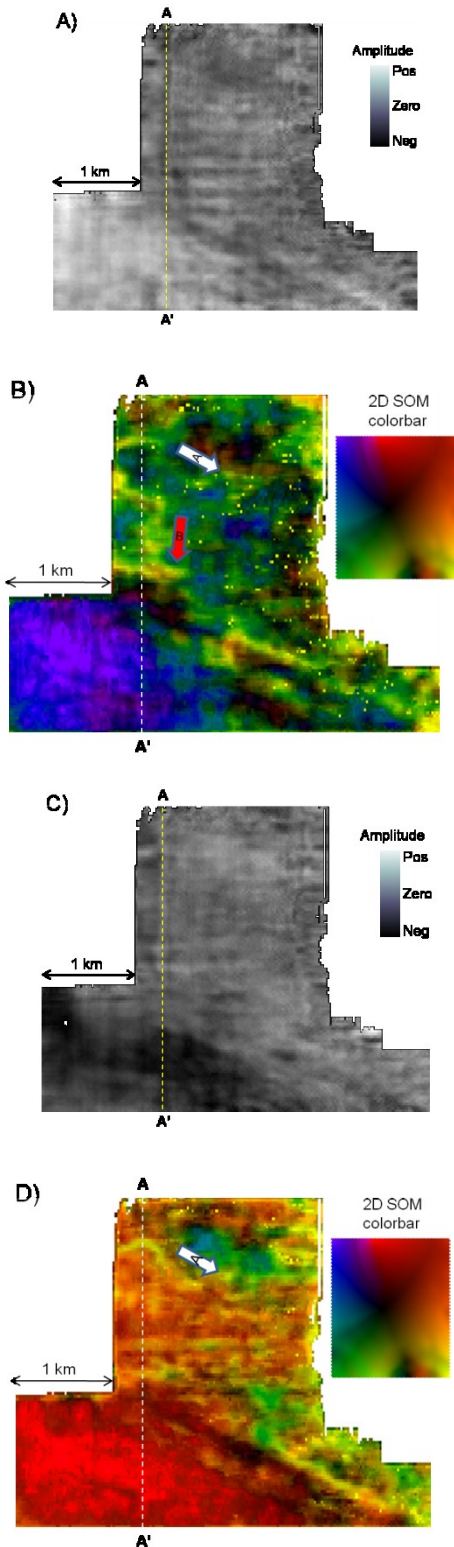 A)
A
Amplitude
Pos
Zero
Neg
1 km
A'
B)
A
2D SOM
colorbar
A
B
1 km
A'
C)
A
Amplitude
Pos
Zero
Neg
1 km
A'
D)
A
2D SOM
colorbar
A
1 km
A'